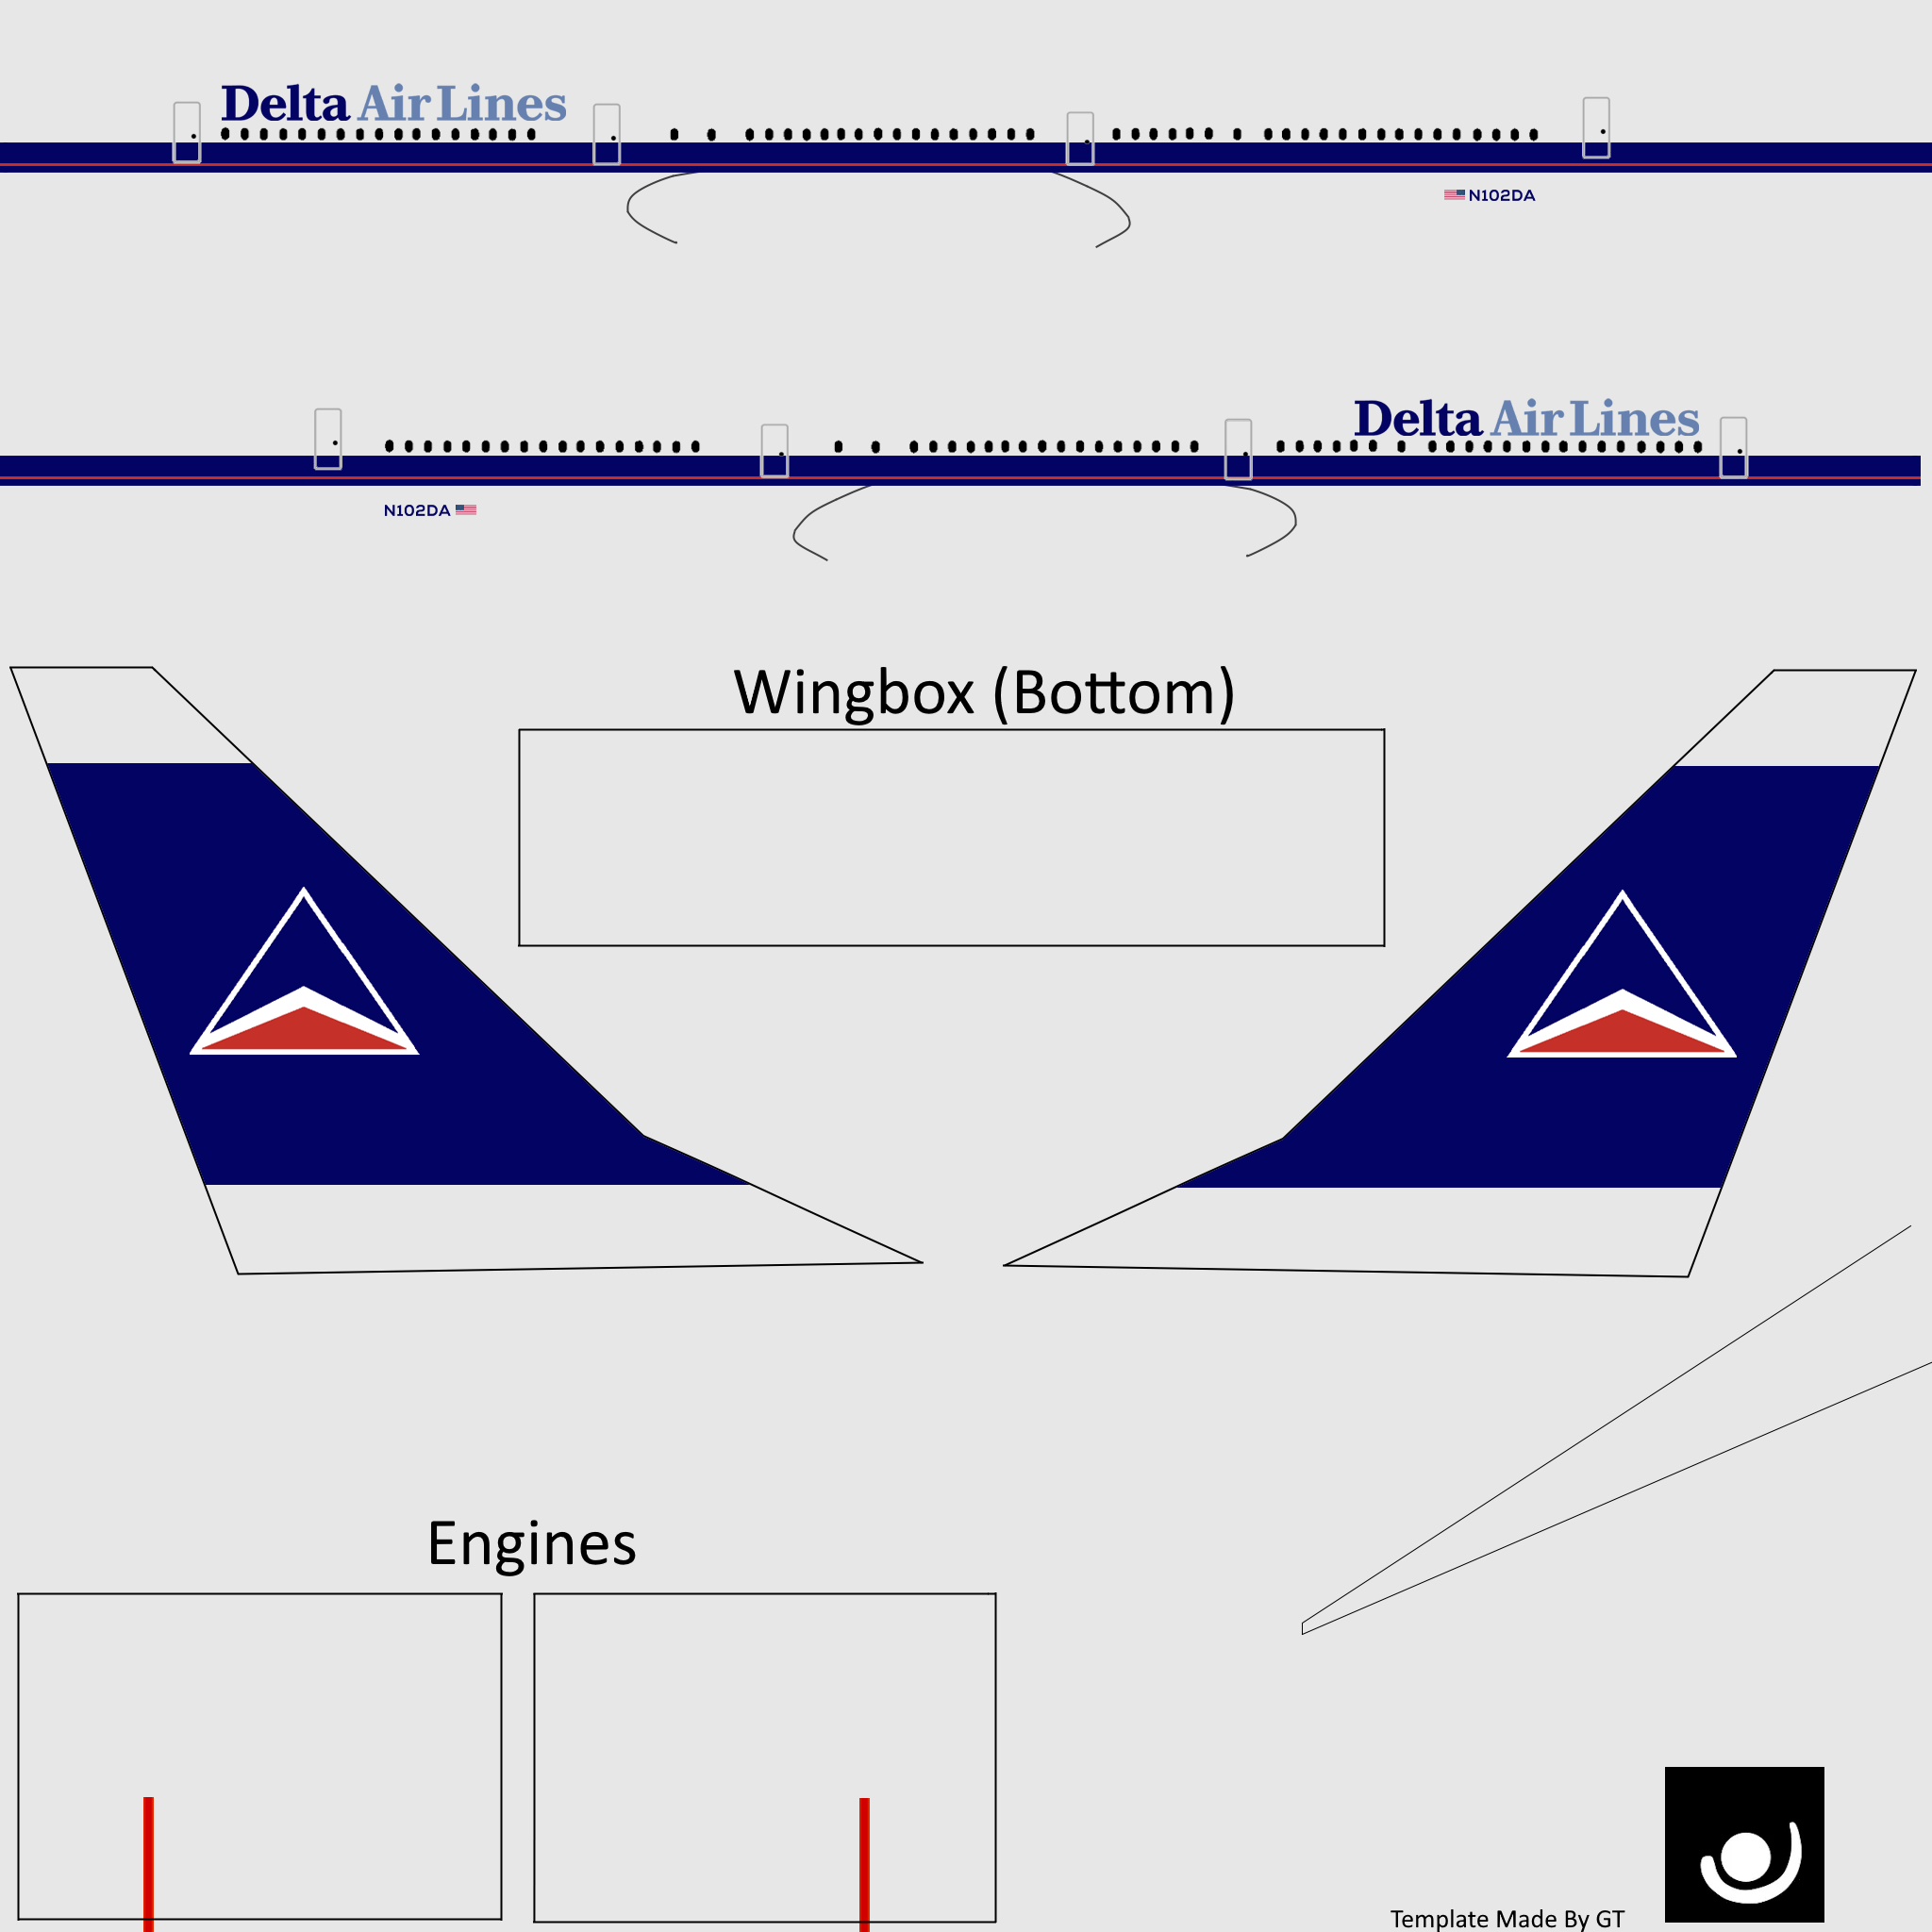 Delta Air Lines
N102DA
Delta Air Lines
N102DA
Wingbox (Bottom)
Engines
Template Made By GT